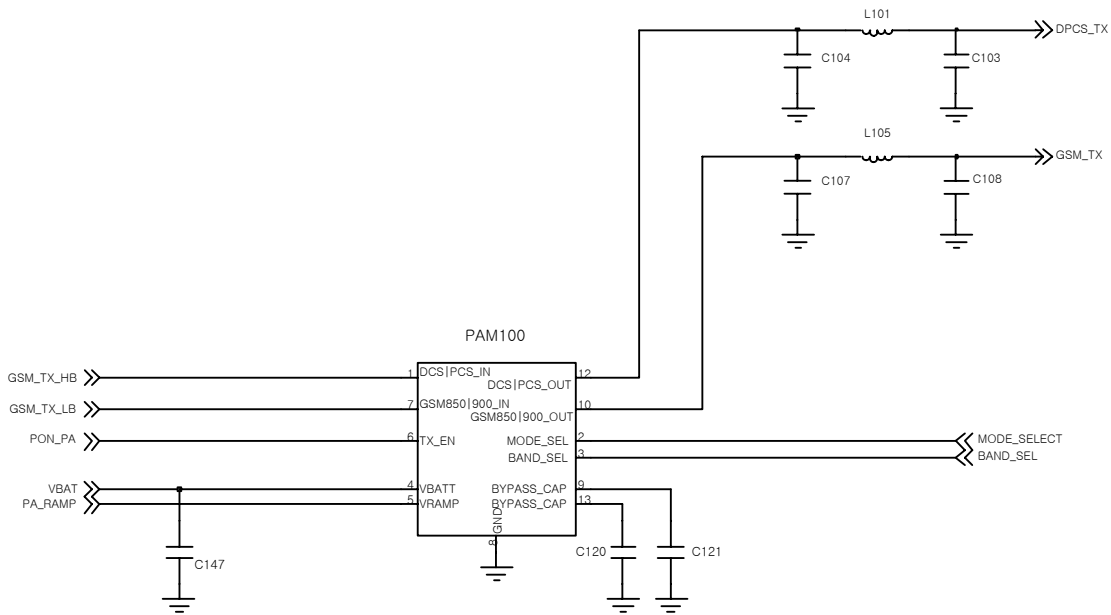 L101
DPCS_TX
C104
C103
L105
GSM_TX
C107
C108
PAM100
GSM_TX_HB
1
DCS|PCS_IN
DCS|PCS_OUT
12
GSM_TX_LB
7
GSM850|900_IN
GSM850|900_OUT
10
PON_PA
6
TX_EN
MODE_SEL
2
MODE_SELECT
BAND_SEL
3
BAND_SEL
VBAT
4
VBATT
BYPASS_CAP
9
PA_RAMP
5
VRAMP
BYPASS_CAP
13
GND
8
C147
C120
C121